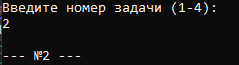 Введите номер задачи (1-4):
2
--- №2 ---